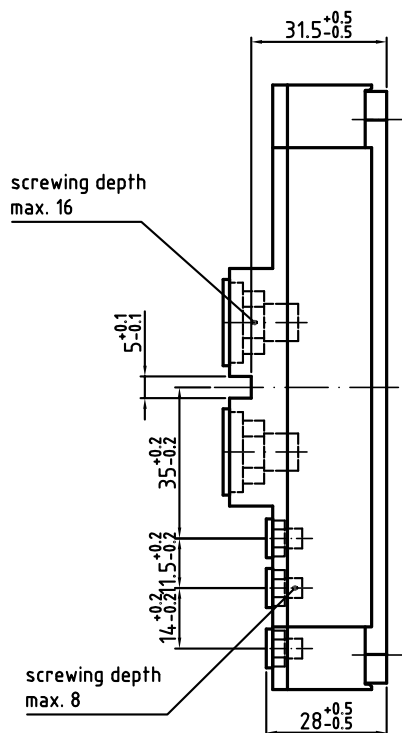 31.5+0.5-0.5
screwing depth
max. 16
5+0.1-0.1
35+0.2-0.2
11.5+0.2-0.2
14+0.2-0.2
screwing depth
max. 8
28+0.5-0.5